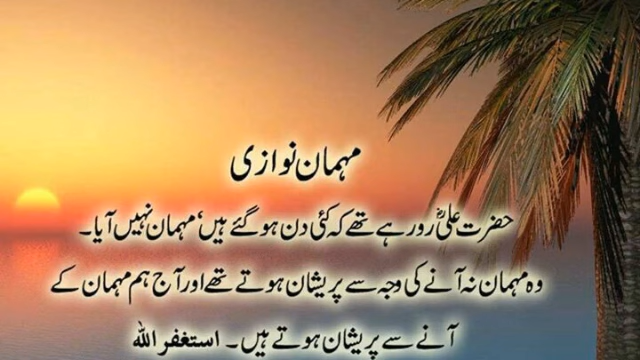 مہمان نوازی
حضرت علیؓ رو رہے تھے کہ کئی دن ہو گئے ہیں، مہمان نہیں آیا۔
وہ مہمان نہ آنے کی وجہ سے پریشان ہوتے تھے اور آج ہم مہمان کے
آنے سے پریشان ہوتے ہیں۔ استغفر اللہ